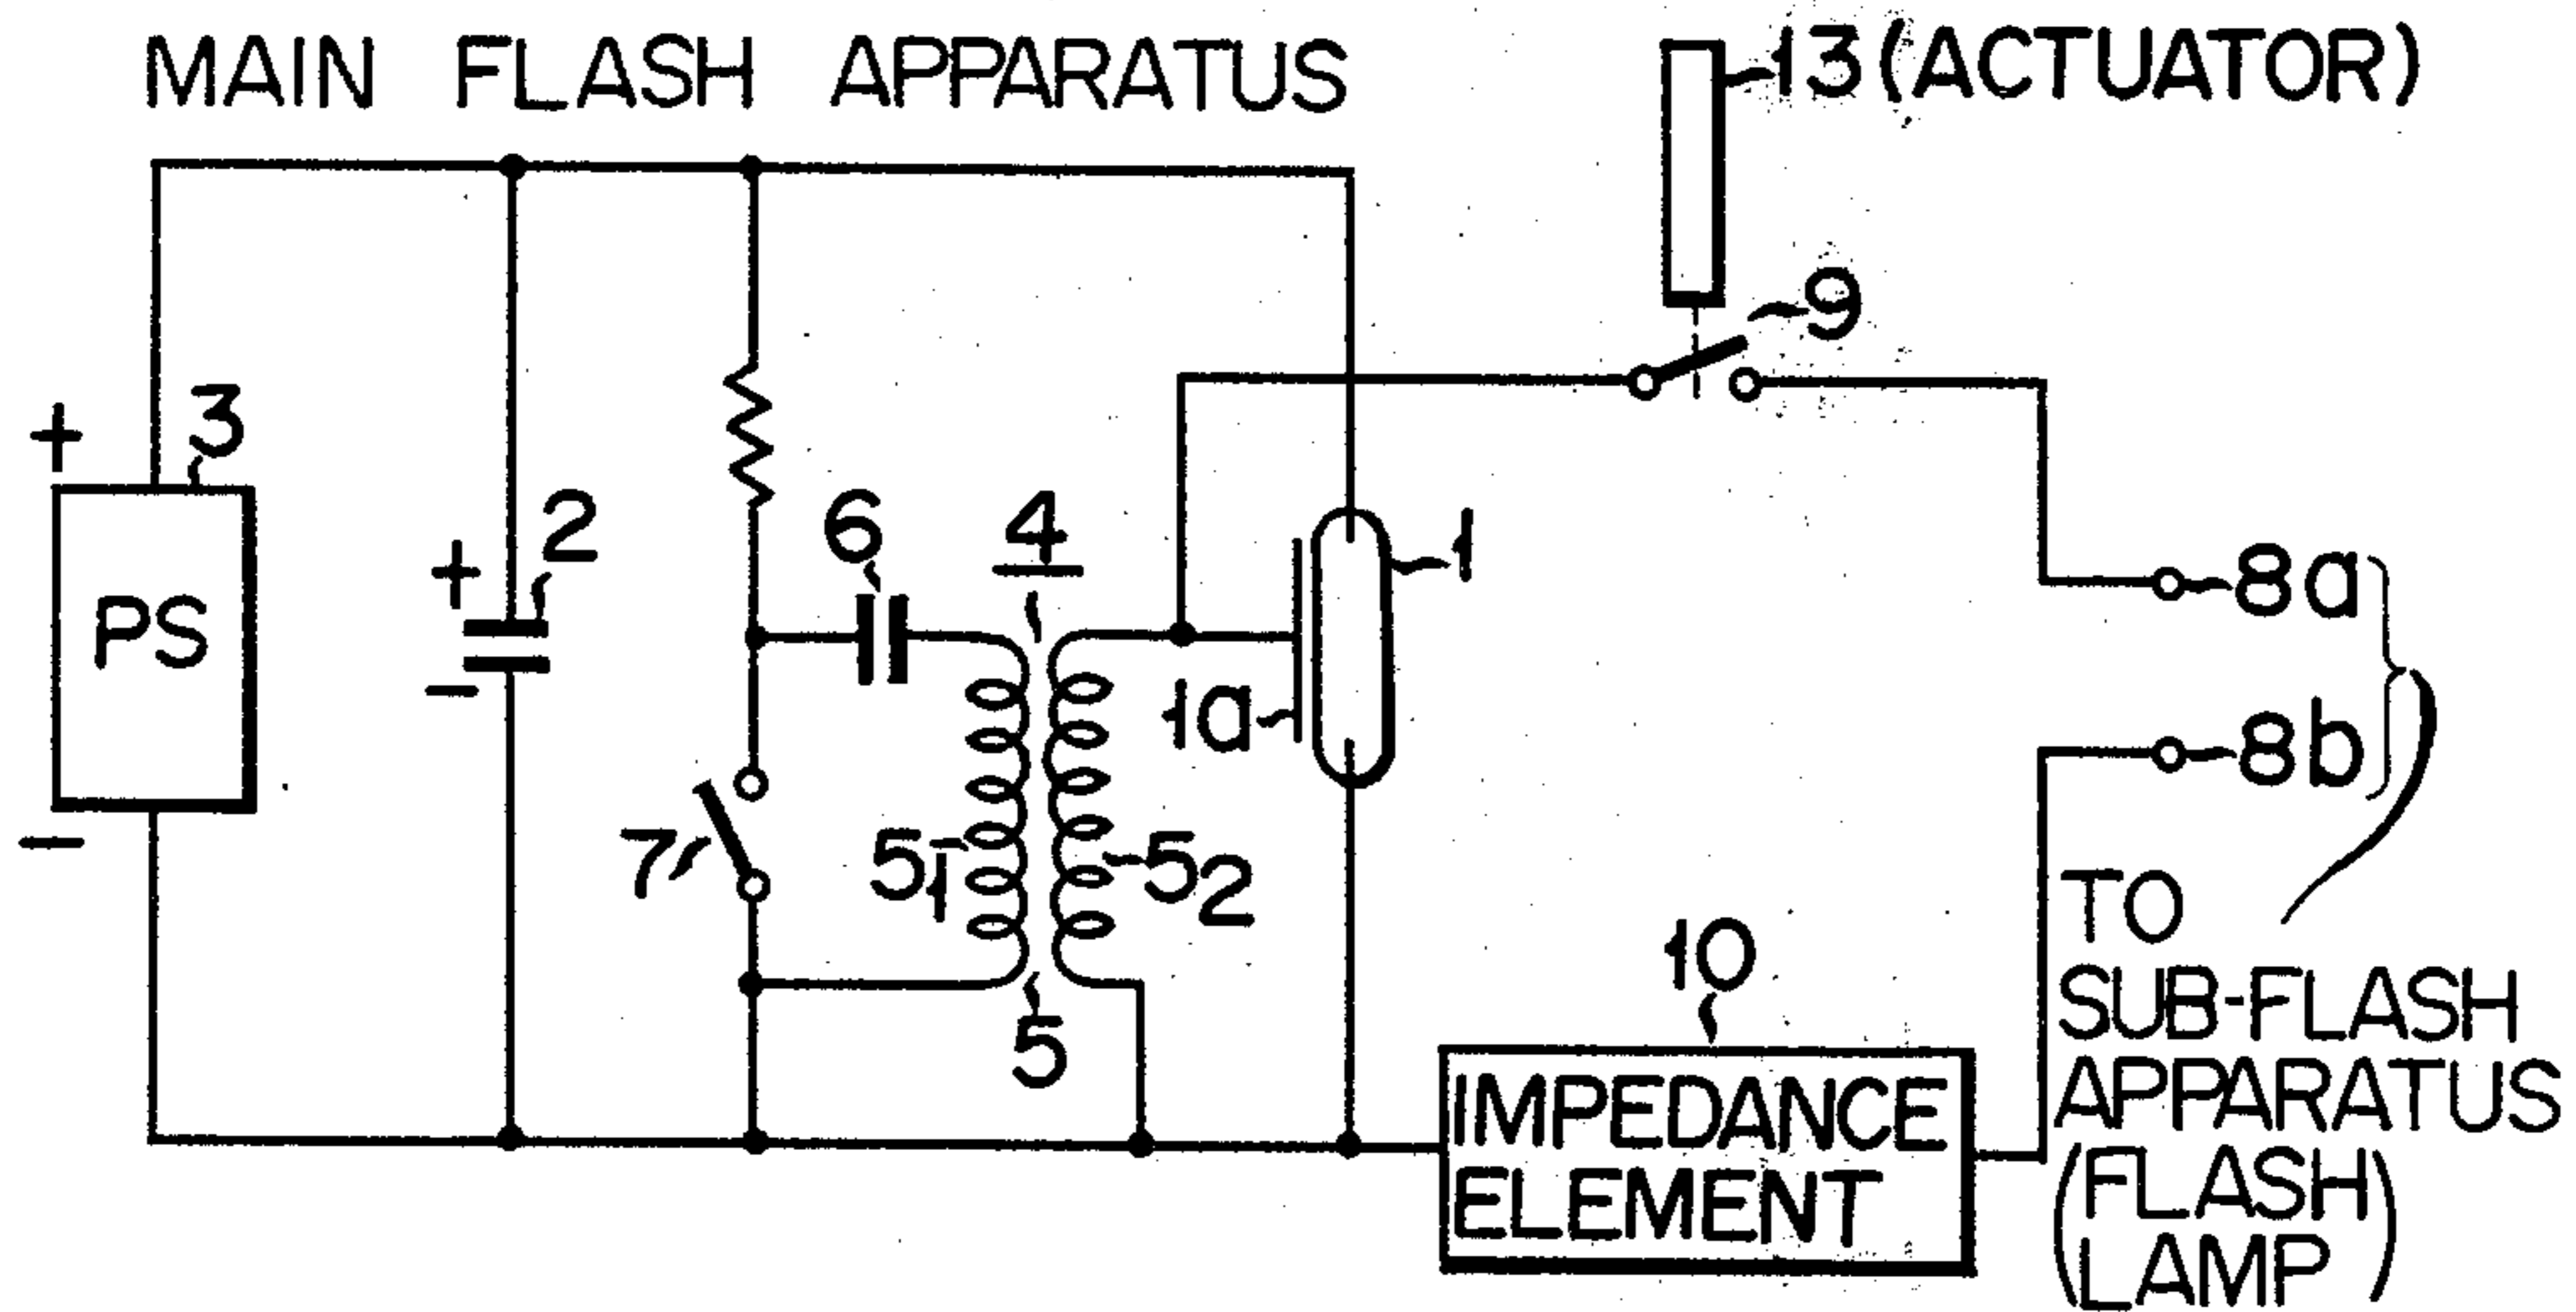 MAIN FLASH APPARATUS
13 (ACTUATOR)
9
+ 3
PS
−
+ 2
−
6
4
1
1a
7
5₁
5₂
5
8a
8b
10
IMPEDANCE
ELEMENT
TO
SUB-FLASH
APPARATUS
(FLASH
LAMP)